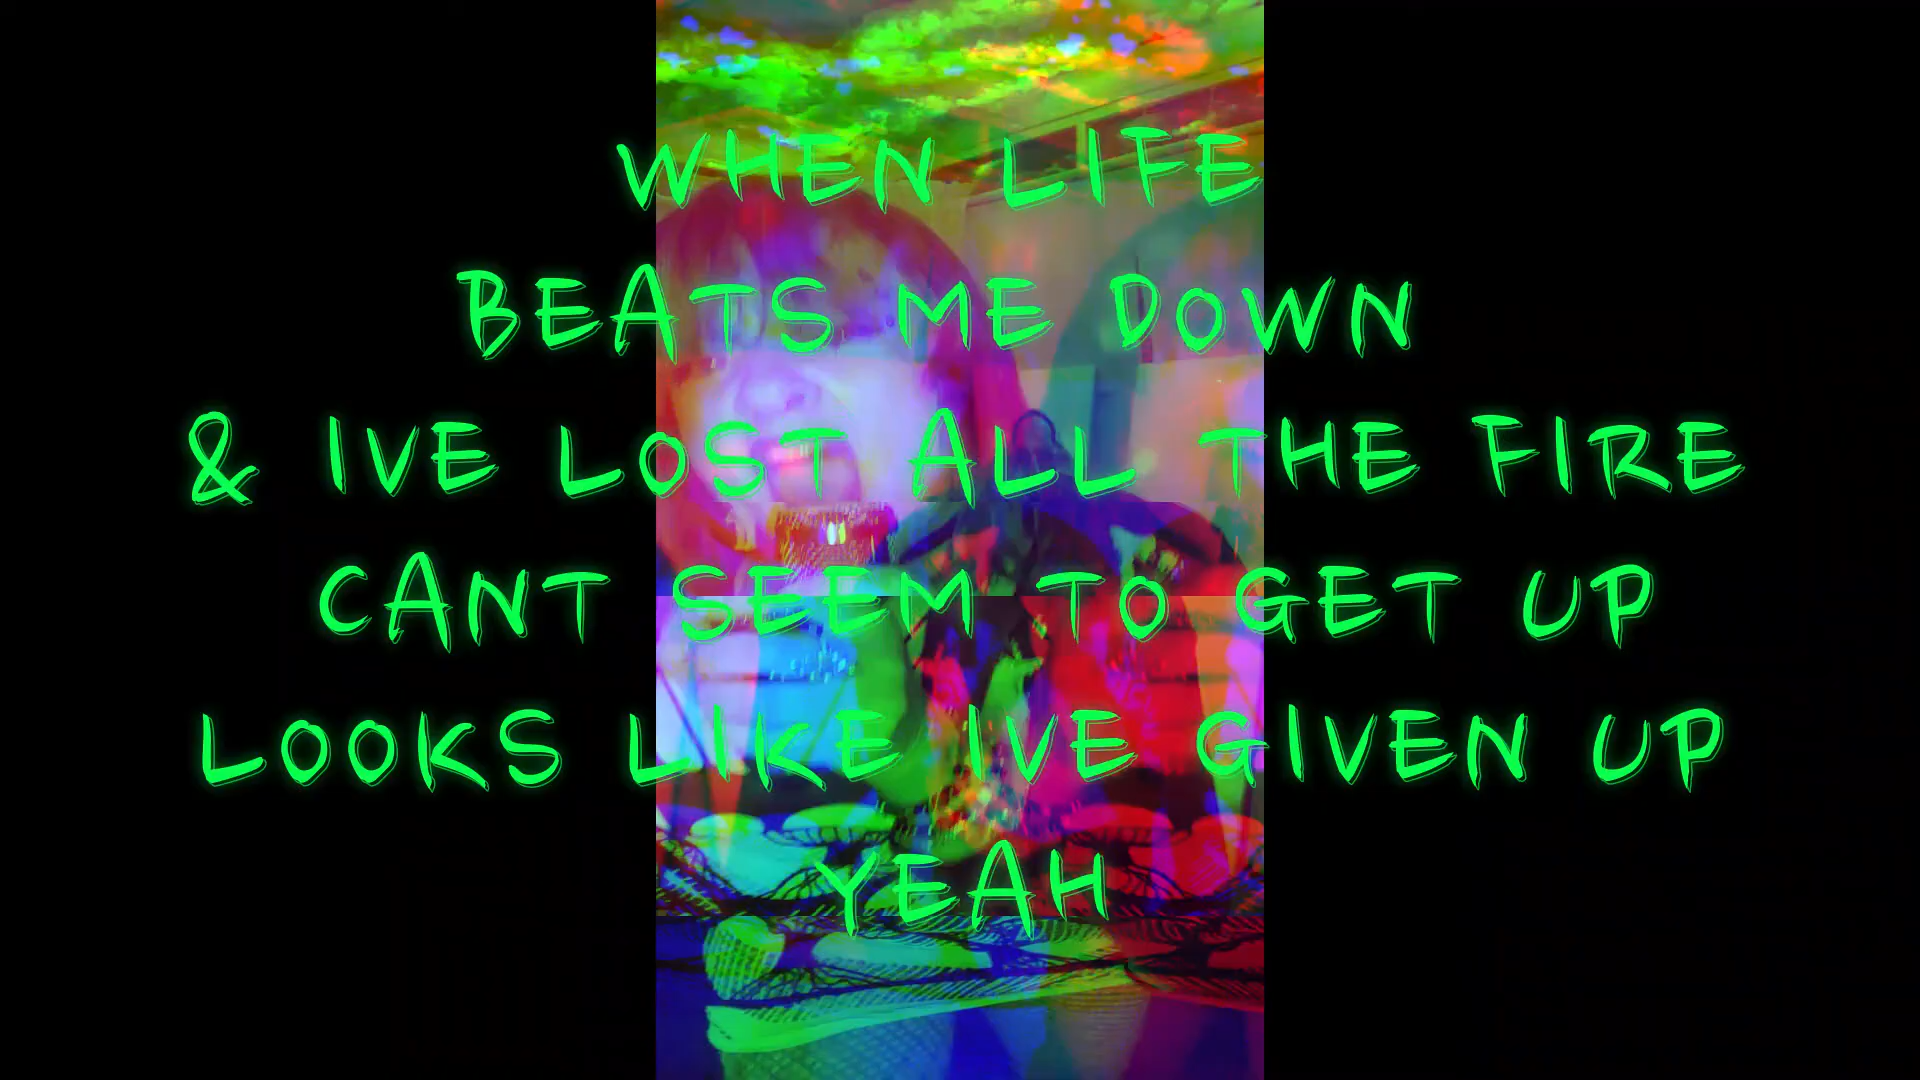 WHEN LIFE
BEATS ME DOWN
& IVE LOST ALL THE FIRE
CANT SEEM TO GET UP
LOOKS LIKE IVE GIVEN UP
YEAH